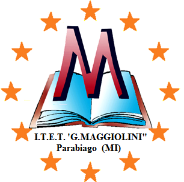 M
I.T.E.T. "G.MAGGIOLINI"
Parabiago (MI)